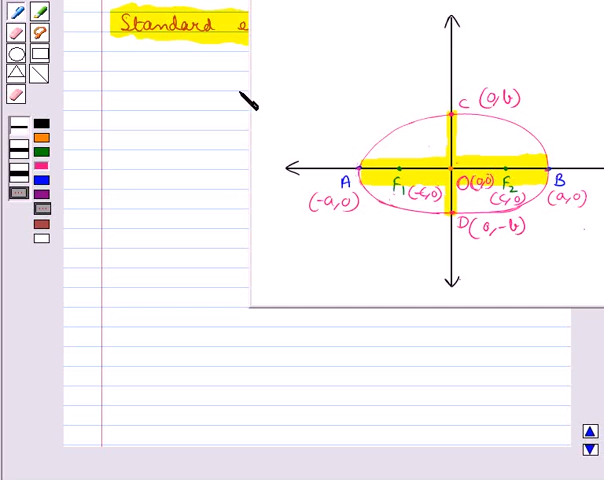 Standard e
C (0,b)
A F₁ (-c,0) O(0,0) F₂ B
(-a,0) (c,0) (a,0)
D(0,-b)